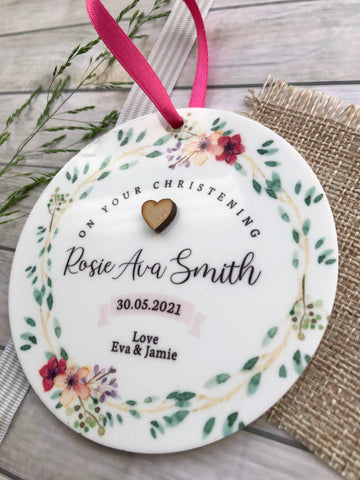 ON YOUR CHRISTENING
Rosie Ava Smith
30.05.2021
Love
Eva & Jamie